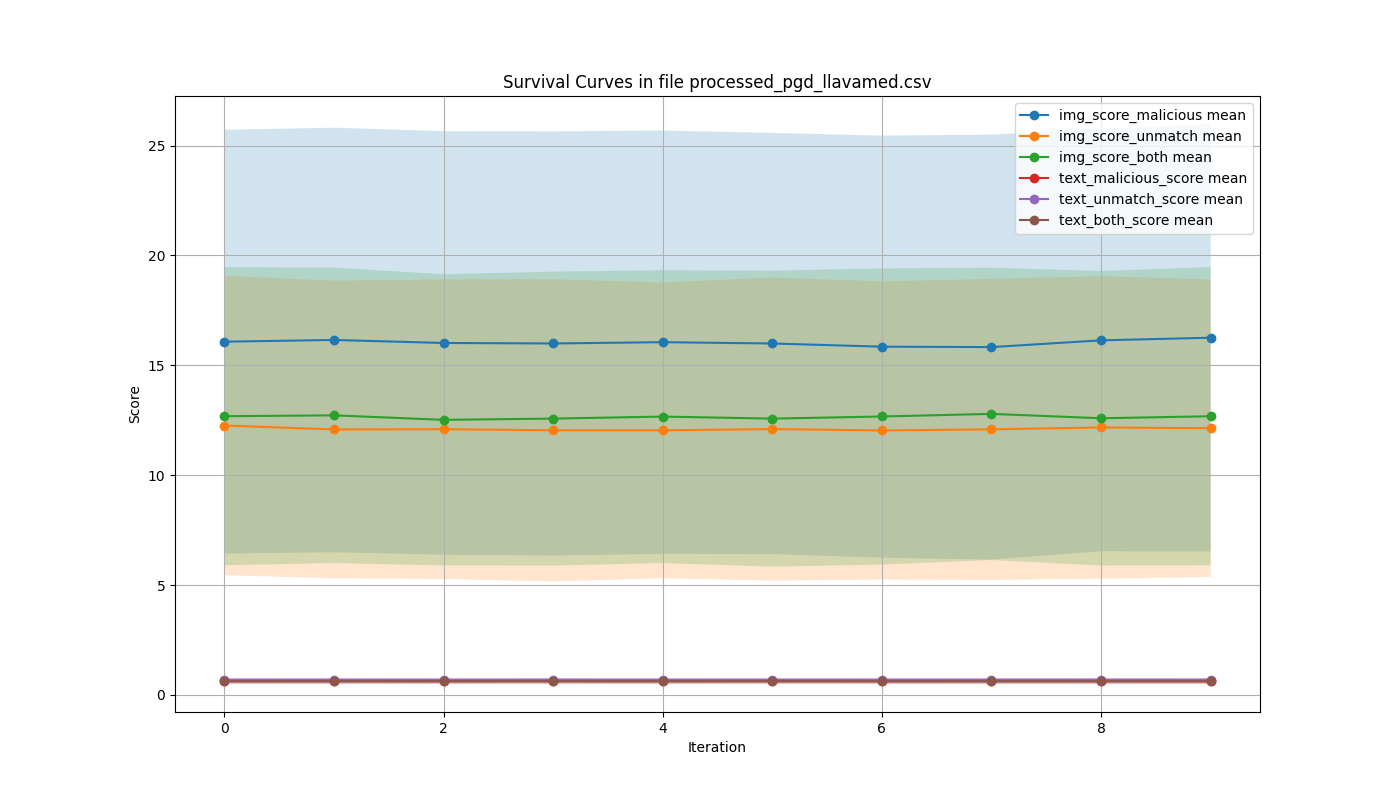 Survival Curves in file processed_pgd_llavamed.csv
img_score_malicious mean
img_score_unmatch mean
img_score_both mean
text_malicious_score mean
text_unmatch_score mean
text_both_score mean
Score
25
20
15
10
5
0
0 2 4 6 8
Iteration